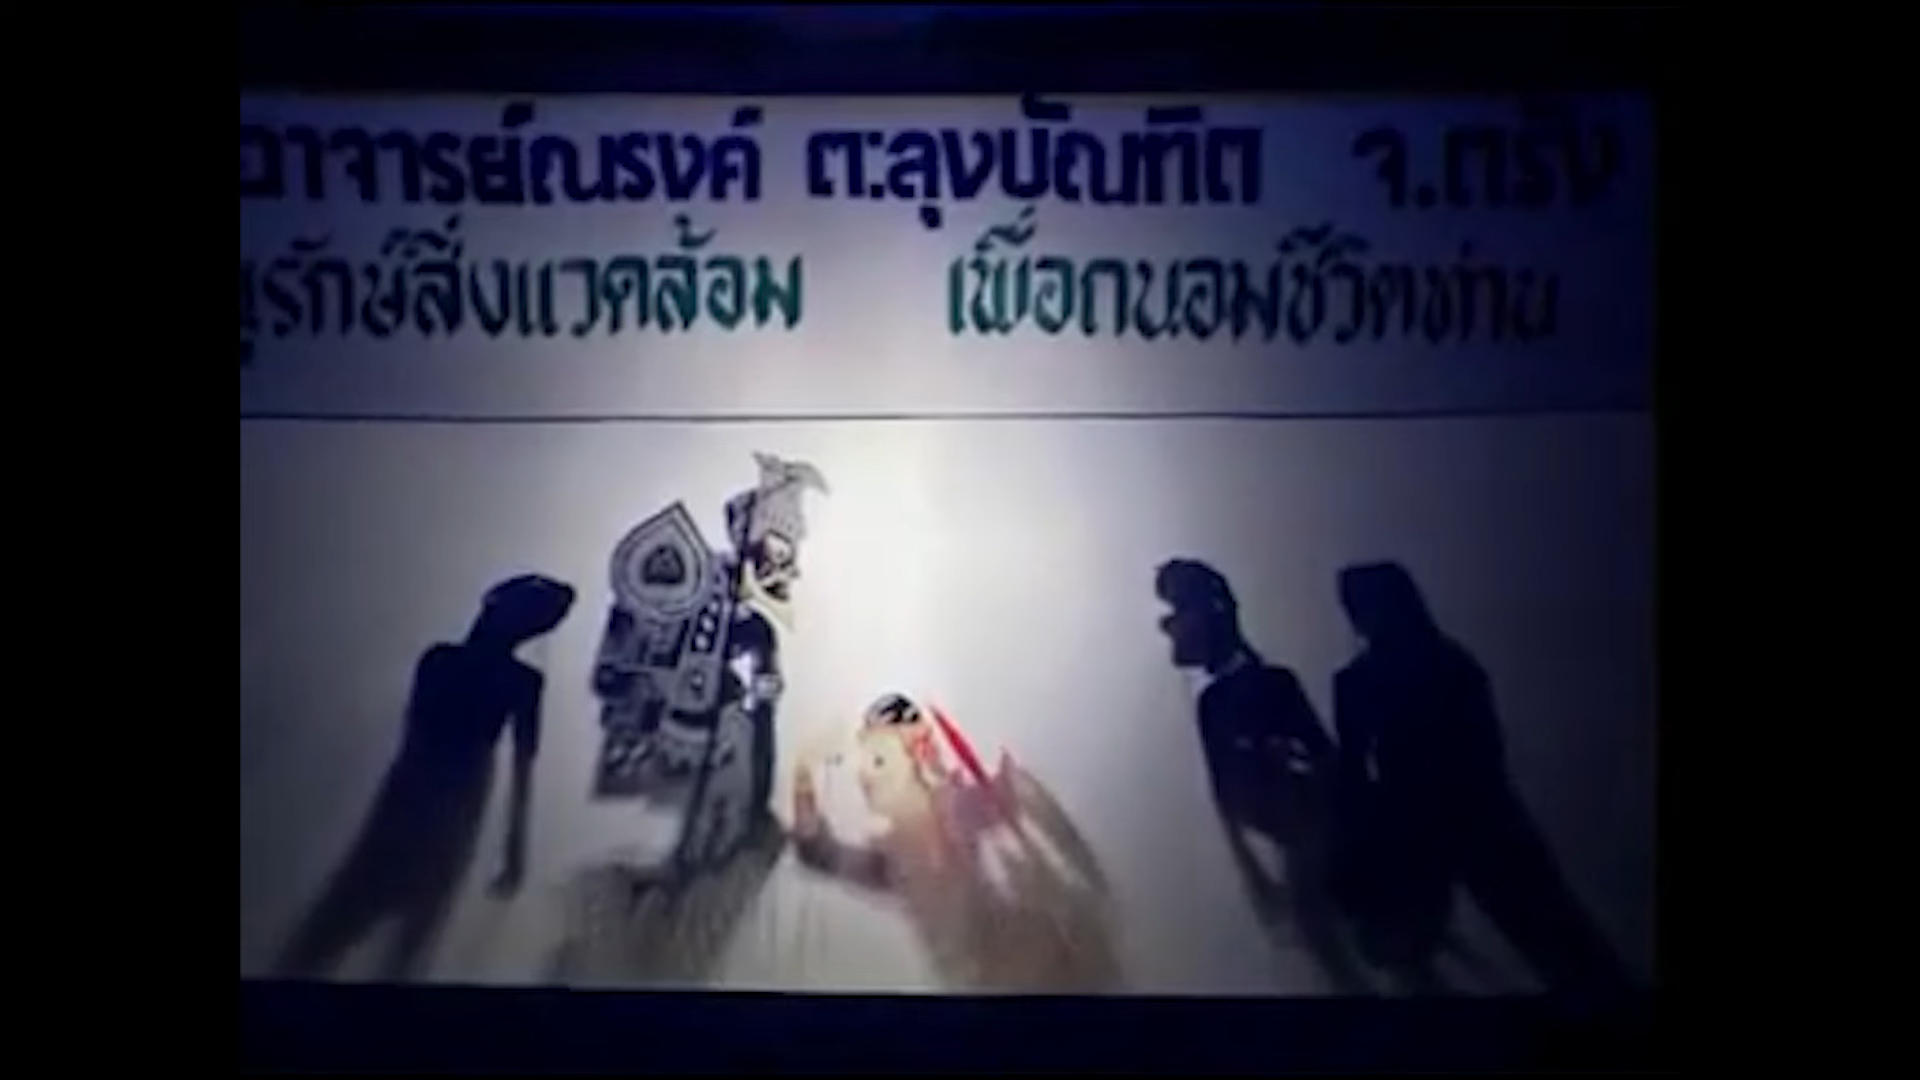 อาจารย์ณรงค์ ตะลุงบัณฑิต จ.ตรัง
นุรักษ์สิ่งแวดล้อม เพื่อถนอมชีวิตท่าน